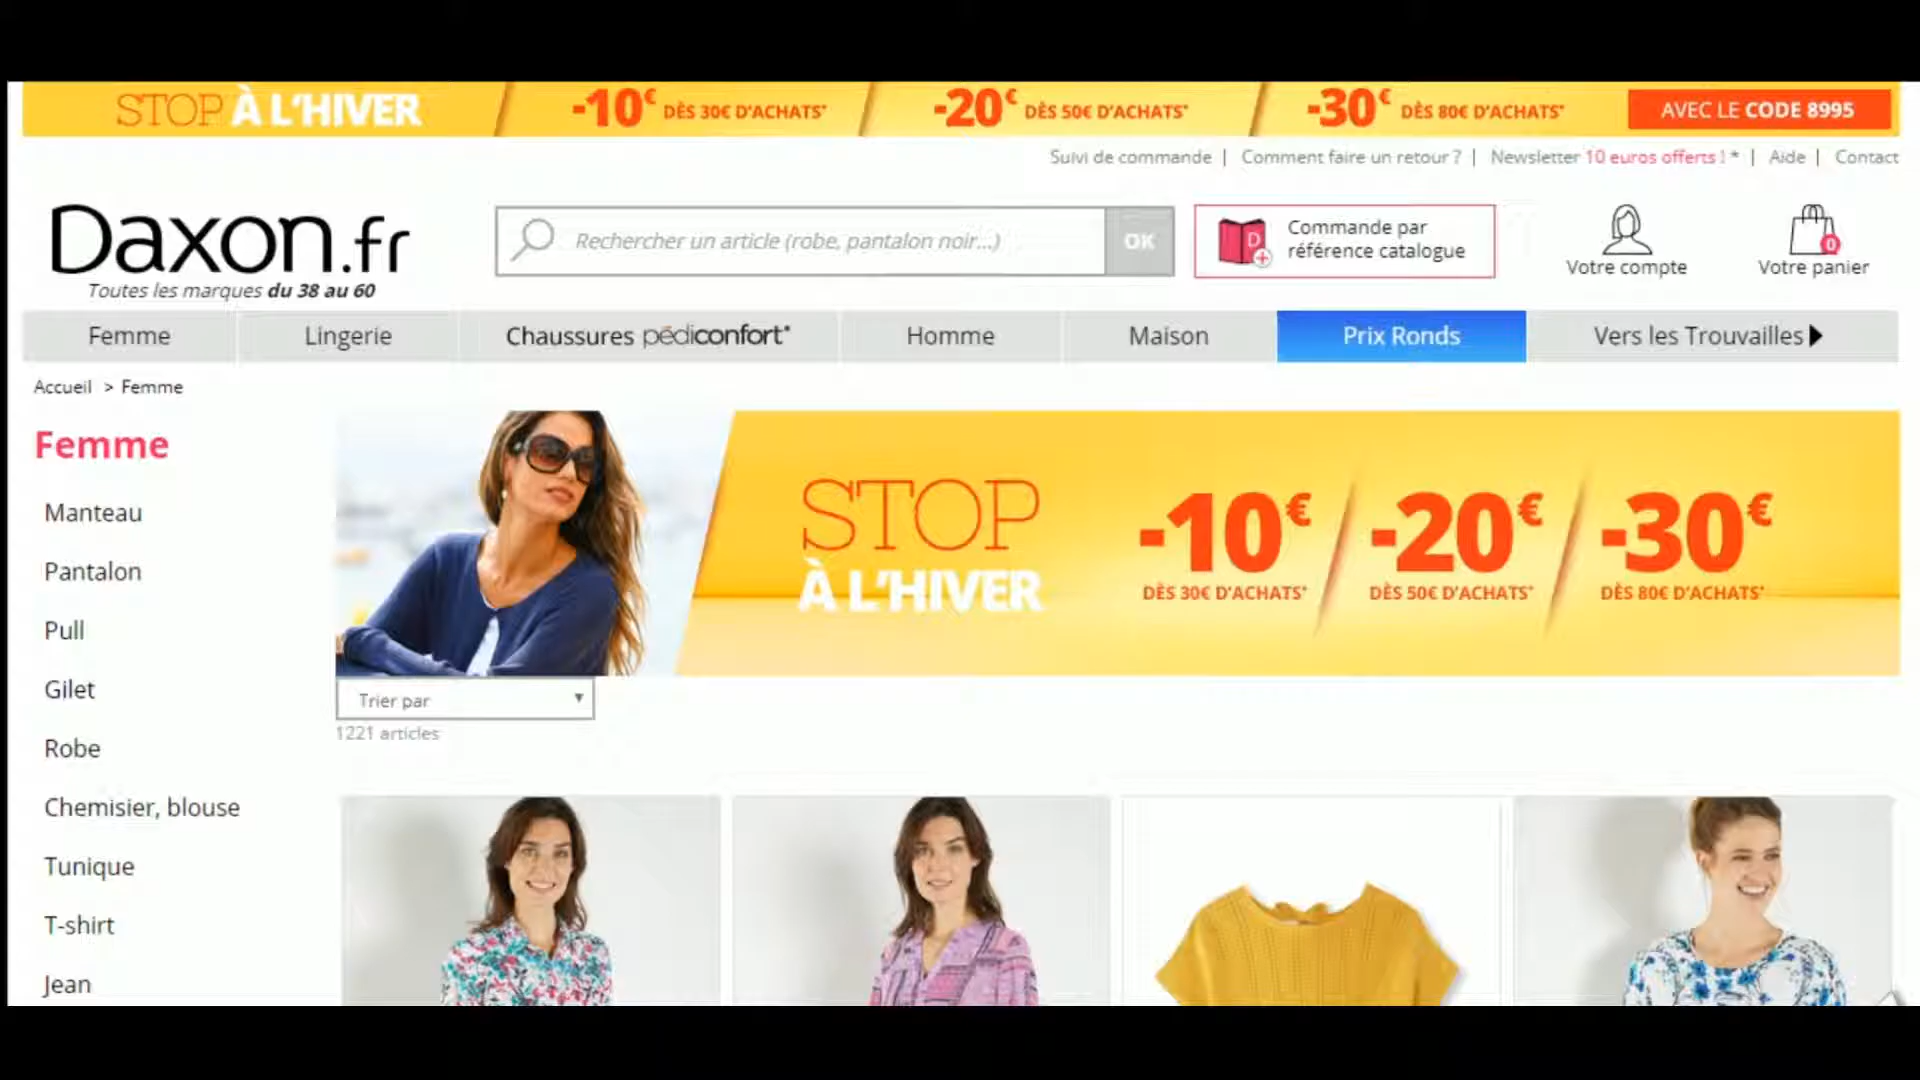 STOP À L'HIVER -10€ DÈS 30€ D'ACHATS* -20€ DÈS 50€ D'ACHATS* -30€ DÈS 80€ D'ACHATS* AVEC LE CODE 8995
Suivi de commande | Comment faire un retour ? | Newsletter 10 euros offerts ! * | Aide | Contact
Daxon.fr
Toutes les marques du 38 au 60
Rechercher un article (robe, pantalon noir...) OK
D
Commande par
référence catalogue
Votre compte
0
Votre panier
Femme Lingerie Chaussures pédiconfort* Homme Maison Prix Ronds Vers les Trouvailles
Accueil > Femme
Femme
Manteau
Pantalon
Pull
Gilet
Robe
Chemisier, blouse
Tunique
T-shirt
Jean
STOP
À L'HIVER
-10€ -20€ -30€
DÈS 30€ D'ACHATS* DÈS 50€ D'ACHATS* DÈS 80€ D'ACHATS*
Trier par
1221 articles